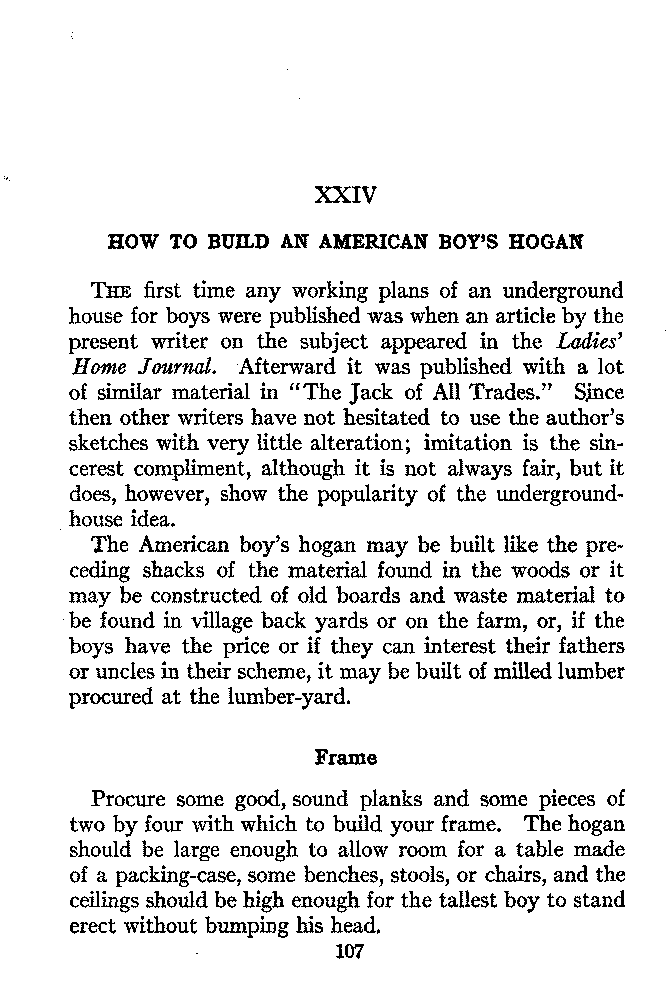 XXIV
HOW TO BUILD AN AMERICAN BOY'S HOGAN
THE first time any working plans of an underground
house for boys were published was when an article by the
present writer on the subject appeared in the Ladies'
Home Journal. Afterward it was published with a lot
of similar material in "The Jack of All Trades." Since
then other writers have not hesitated to use the author's
sketches with very little alteration; imitation is the sin-
cerest compliment, although it is not always fair, but it
does, however, show the popularity of the underground-
house idea.
The American boy's hogan may be built like the pre-
ceding shacks of the material found in the woods or it
may be constructed of old boards and waste material to
be found in village back yards or on the farm, or, if the
boys have the price or if they can interest their fathers
or uncles in their scheme, it may be built of milled lumber
procured at the lumber-yard.
Frame
Procure some good, sound planks and some pieces of
two by four with which to build your frame. The hogan
should be large enough to allow room for a table made
of a packing-case, some benches, stools, or chairs, and the
ceilings should be high enough for the tallest boy to stand
erect without bumping his head.
107